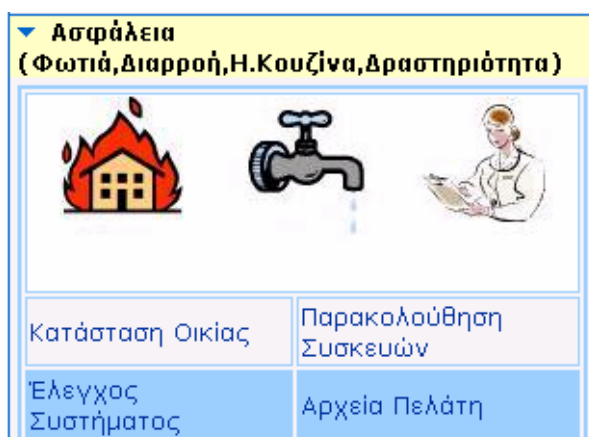 Ασφάλεια
(Φωτιά,Διαρροή,Η.Κουζίνα,Δραστηριότητα)
Κατάσταση Οικίας
Παρακολούθηση
Συσκευών
Έλεγχος
Συστήματος
Αρχεία Πελάτη